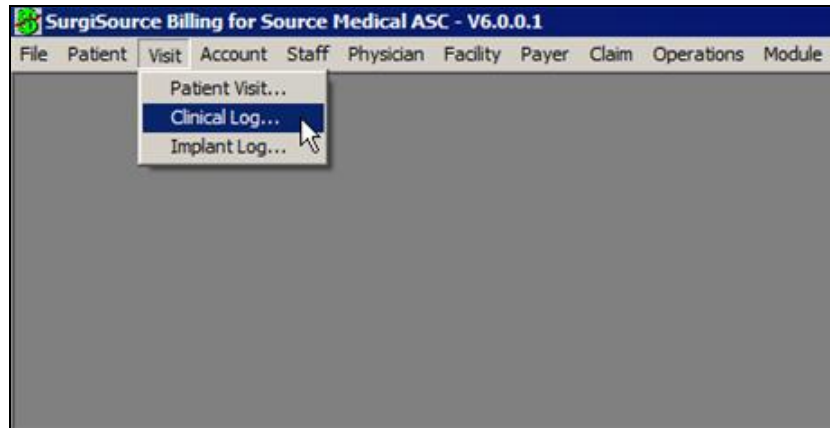 SurgiSource Billing for Source Medical ASC - V6.0.0.1
File Patient Visit Account Staff Physician Facility Payer Claim Operations Module
Patient Visit...
Clinical Log...
Implant Log...